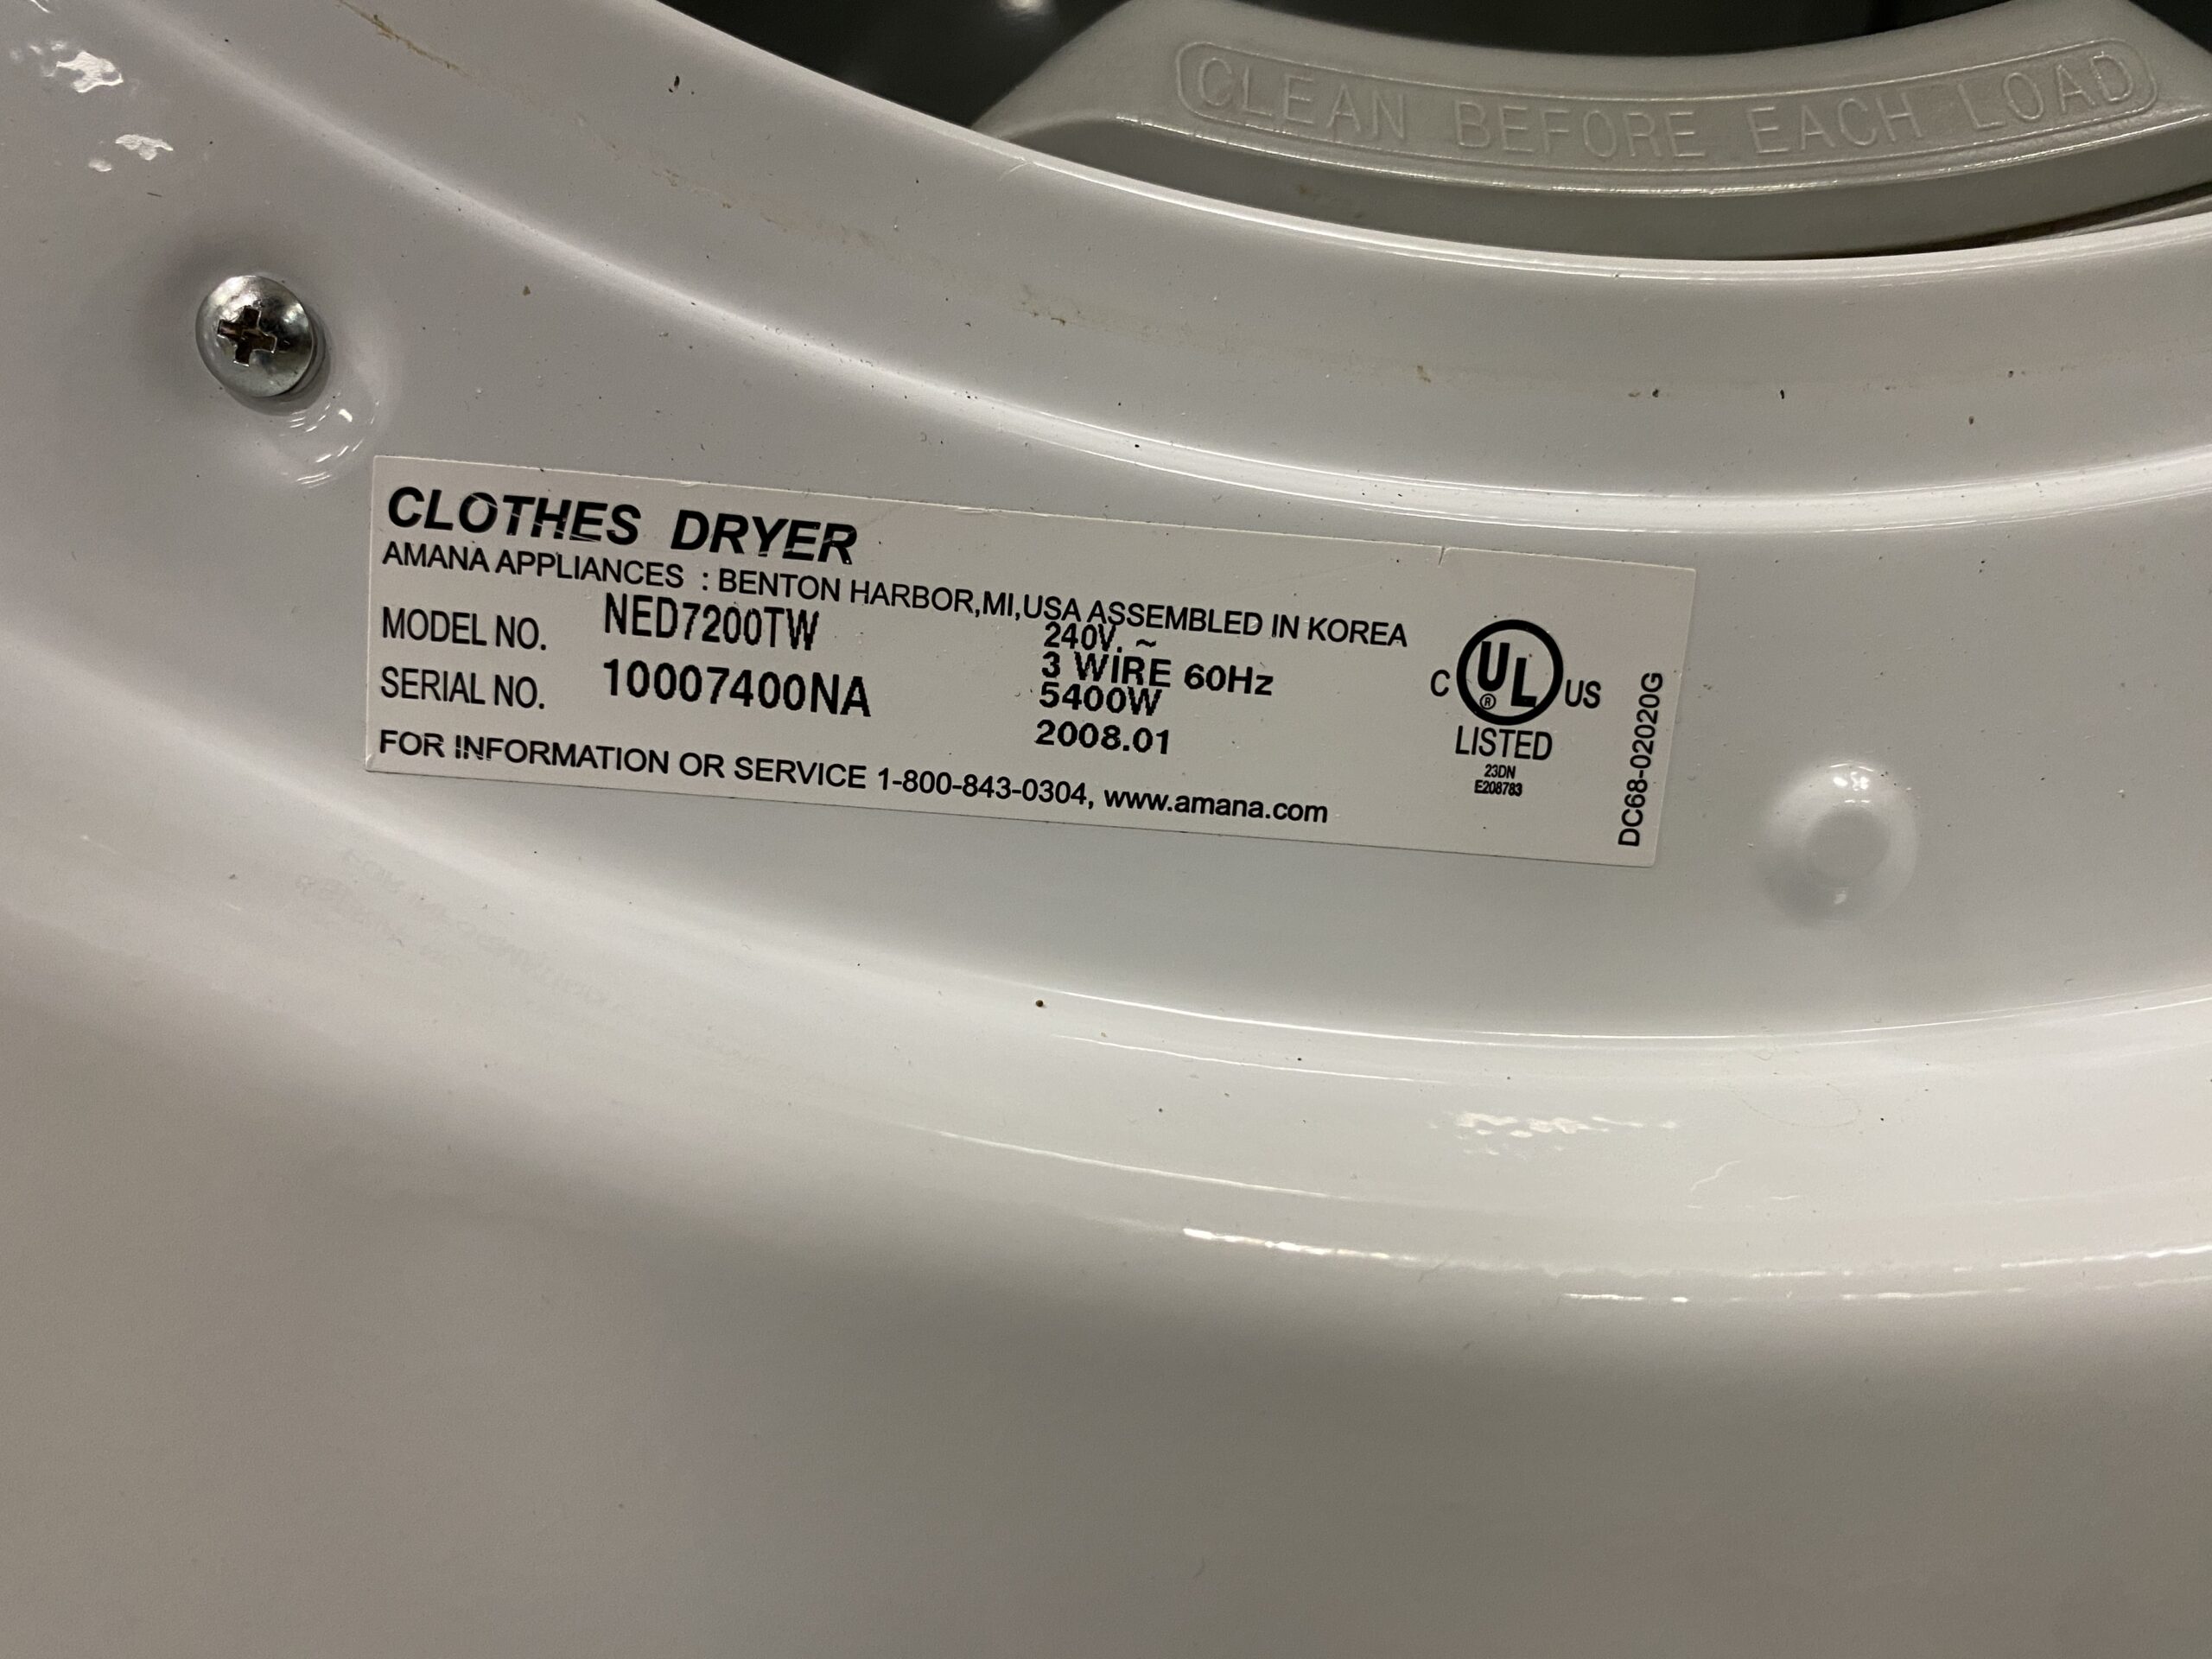 CLEAN BEFORE EACH LOAD
CLOTHES DRYER
AMANA APPLIANCES : BENTON HARBOR,MI,USA ASSEMBLED IN KOREA
MODEL NO. NED7200TW
SERIAL NO. 10007400NA
240V. ~
3 WIRE 60Hz
5400W
2008.01
FOR INFORMATION OR SERVICE 1-800-843-0304, www.amana.com
C UL ® US
LISTED
23DN
E208783
DC68-02020G